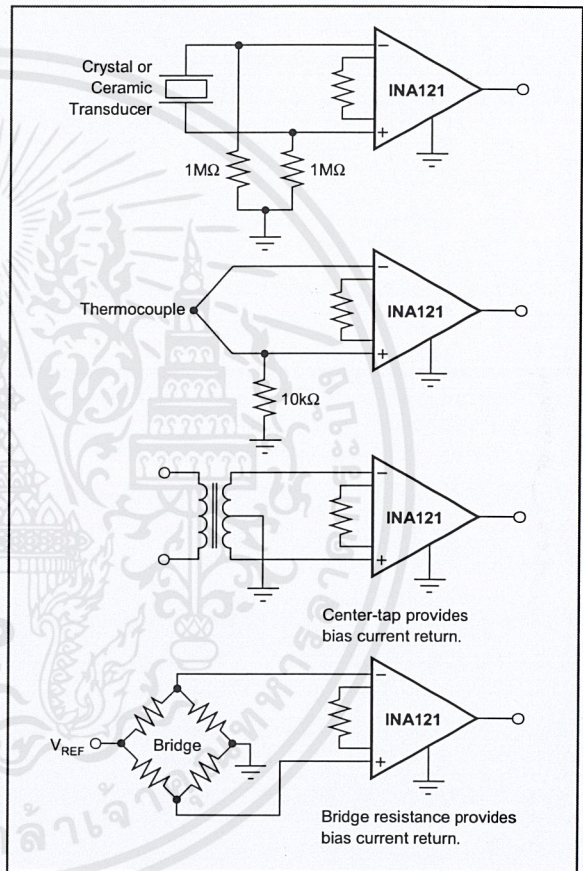 Crystal or
Ceramic
Transducer
INA121
1MΩ 1MΩ
Thermocouple
INA121
10kΩ
INA121
Center-tap provides
bias current return.
VREF
Bridge
INA121
Bridge resistance provides
bias current return.